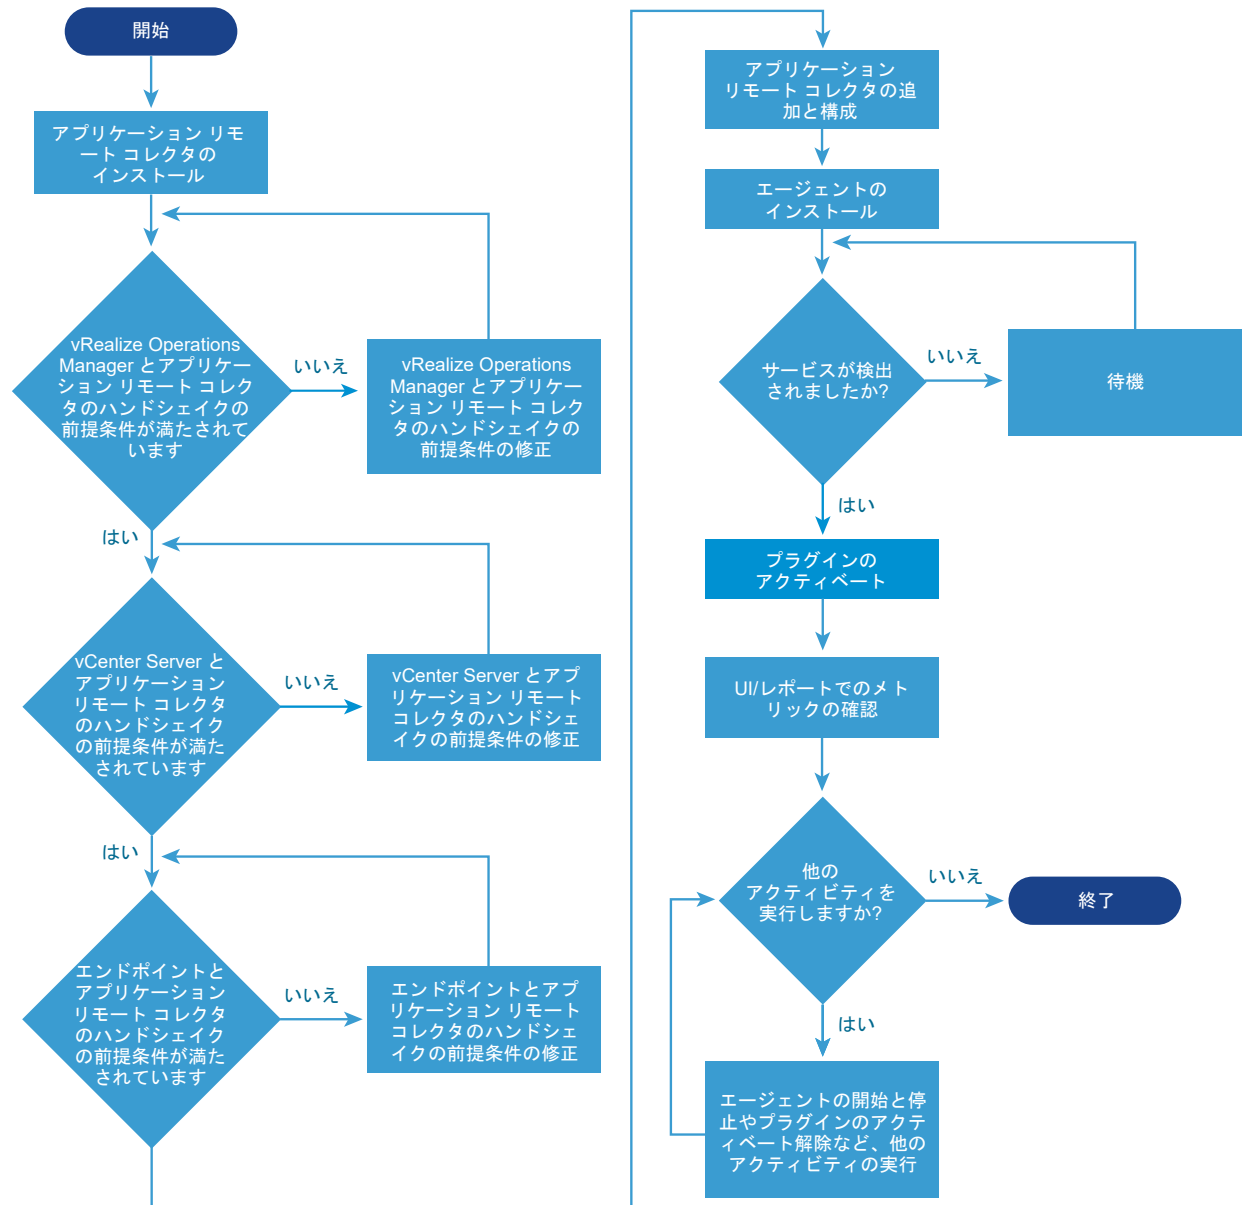 開始
アプリケーション リモ
ート コレクタの
インストール
vRealize Operations
Manager とアプリケー
ション リモート コレク
タのハンドシェイクの
前提条件が満たされて
います
いいえ
vRealize Operations
Manager とアプリケー
ション リモート コレク
タのハンドシェイクの
前提条件の修正
はい
vCenter Server と
アプリケーション
リモート コレクタ
のハンドシェイク
の前提条件が満た
されています
いいえ
vCenter Server とアプ
リケーション リモート
コレクタのハンドシェ
イクの前提条件の修正
はい
エンドポイントと
アプリケーション
リモート コレクタ
のハンドシェイク
の前提条件が満た
されています
いいえ
エンドポイントとアプ
リケーション リモート
コレクタのハンドシェ
イクの前提条件の修正
アプリケーション
リモート コレクタの追
加と構成
エージェントの
インストール
サービスが検出
されましたか?
いいえ
待機
はい
プラグインの
アクティベート
UI/レポートでのメト
リックの確認
他の
アクティビティを
実行しますか?
いいえ
終了
はい
エージェントの開始と停
止やプラグインのアクテ
ィベート解除など、他の
アクティビティの実行